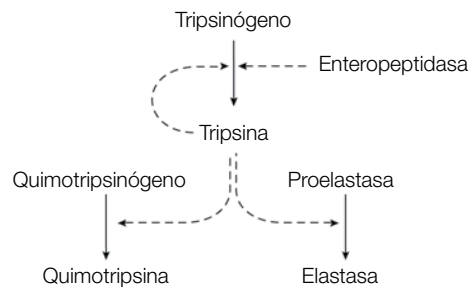 Tripsinógeno
Enteropeptidasa
Tripsina
Quimotripsinógeno
Proelastasa
Quimotripsina
Elastasa